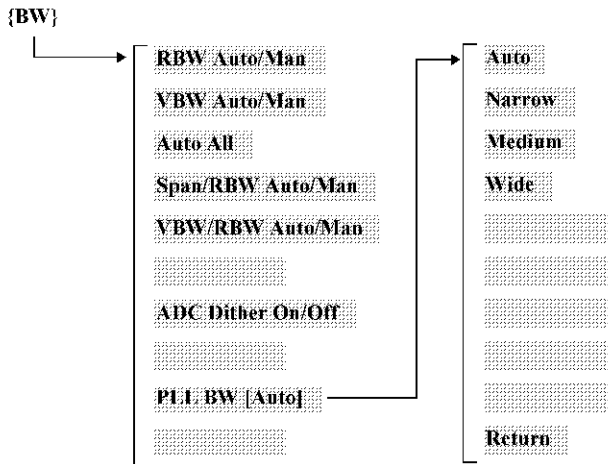 {BW}
RBW Auto/Man
VBW Auto/Man
Auto All
Span/RBW Auto/Man
VBW/RBW Auto/Man
ADC Dither On/Off
PLL BW [Auto]
Auto
Narrow
Medium
Wide
Return